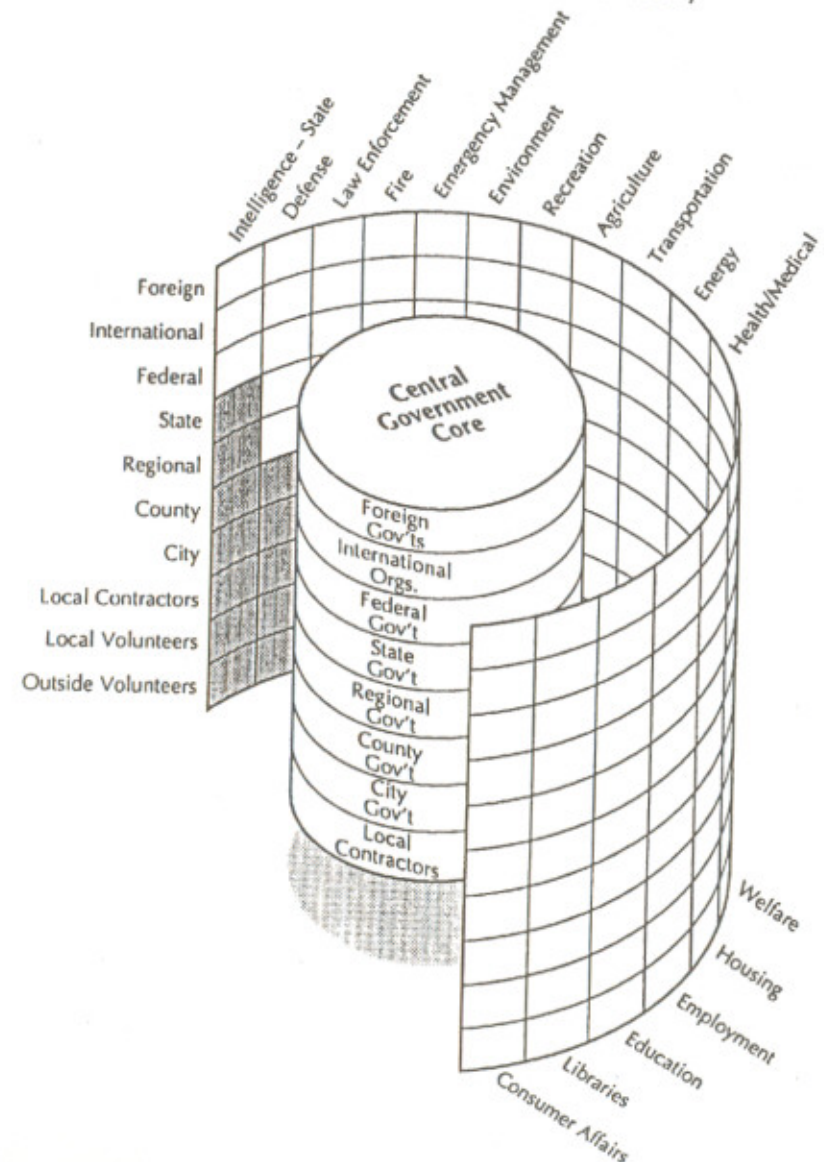 Intelligence – State
Defense
Law Enforcement
Fire
Emergency Management
Environment
Recreation
Agriculture
Transportation
Energy
Health/Medical
Foreign
International
Federal
State
Regional
County
City
Local Contractors
Local Volunteers
Outside Volunteers
Central
Government
Core
Foreign
Gov'ts
International
Orgs.
Federal
Gov't
State
Gov't
Regional
Gov't
County
Gov't
City
Gov't
Local
Contractors
Welfare
Housing
Employment
Education
Libraries
Consumer Affairs